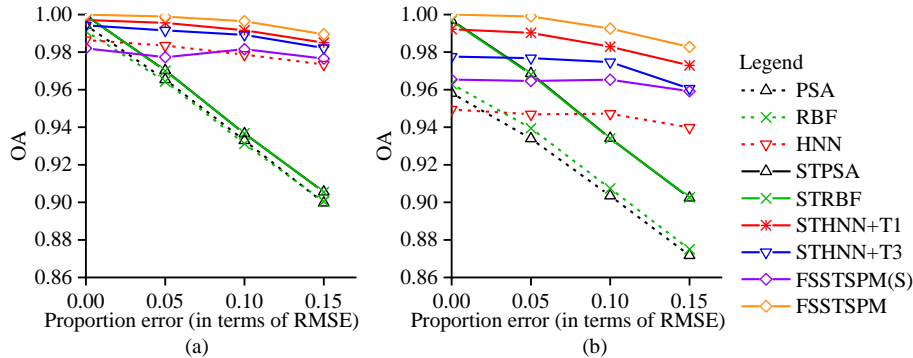 1.00
0.98
0.96
0.94
0.92
0.90
0.88
0.86
OA
0.00 0.05 0.10 0.15
Proportion error (in terms of RMSE)
(a)
1.00
0.98
0.96
0.94
0.92
0.90
0.88
0.86
OA
0.00 0.05 0.10 0.15
Proportion error (in terms of RMSE)
(b)
Legend
PSA
RBF
HNN
STPSA
STRBF
STHNN+T1
STHNN+T3
FSSTSPM(S)
FSSTSPM